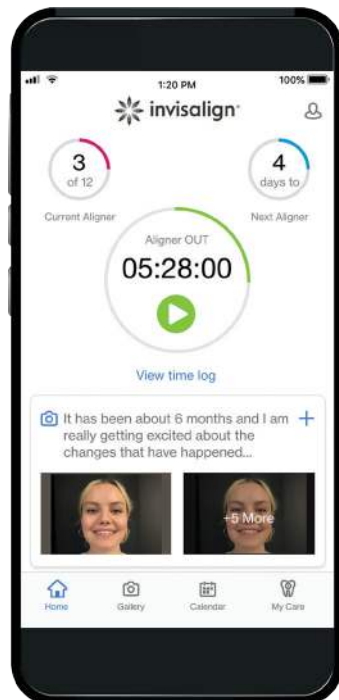 1:20 PM
100%
invisalign
3
of 12
Current Aligner
4
days to
Next Aligner
Aligner OUT
05:28:00
View time log
It has been about 6 months and I am
really getting excited about the
changes that have happened...
+5 More
Home
Gallery
Calendar
My Care